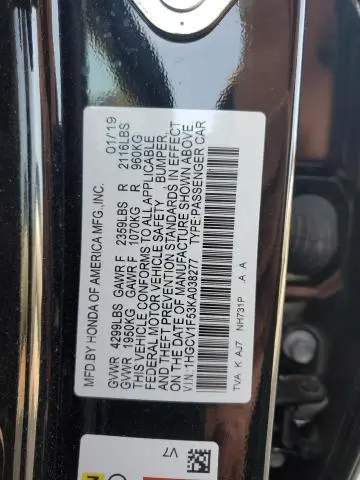 MFD.BY HONDA OF AMERICA MFG.,INC. 01/19
GVWR 4299LBS GAWR F 2359LBS R 2116LBS
GVWR 1950KG GAWR F 1070KG R 960KG
THIS VEHICLE CONFORMS TO ALL APPLICABLE
FEDERAL MOTOR VEHICLE SAFETY BUMPER,
AND THEFT PREVENTION STANDARDS IN EFFECT
ON THE DATE OF MANUFACTURE SHOWN ABOVE.
V.I.N:1HGCV1F53KA038277 TYPE:PASSENGER CAR
TVA K AJ7 NH731P A A
V7